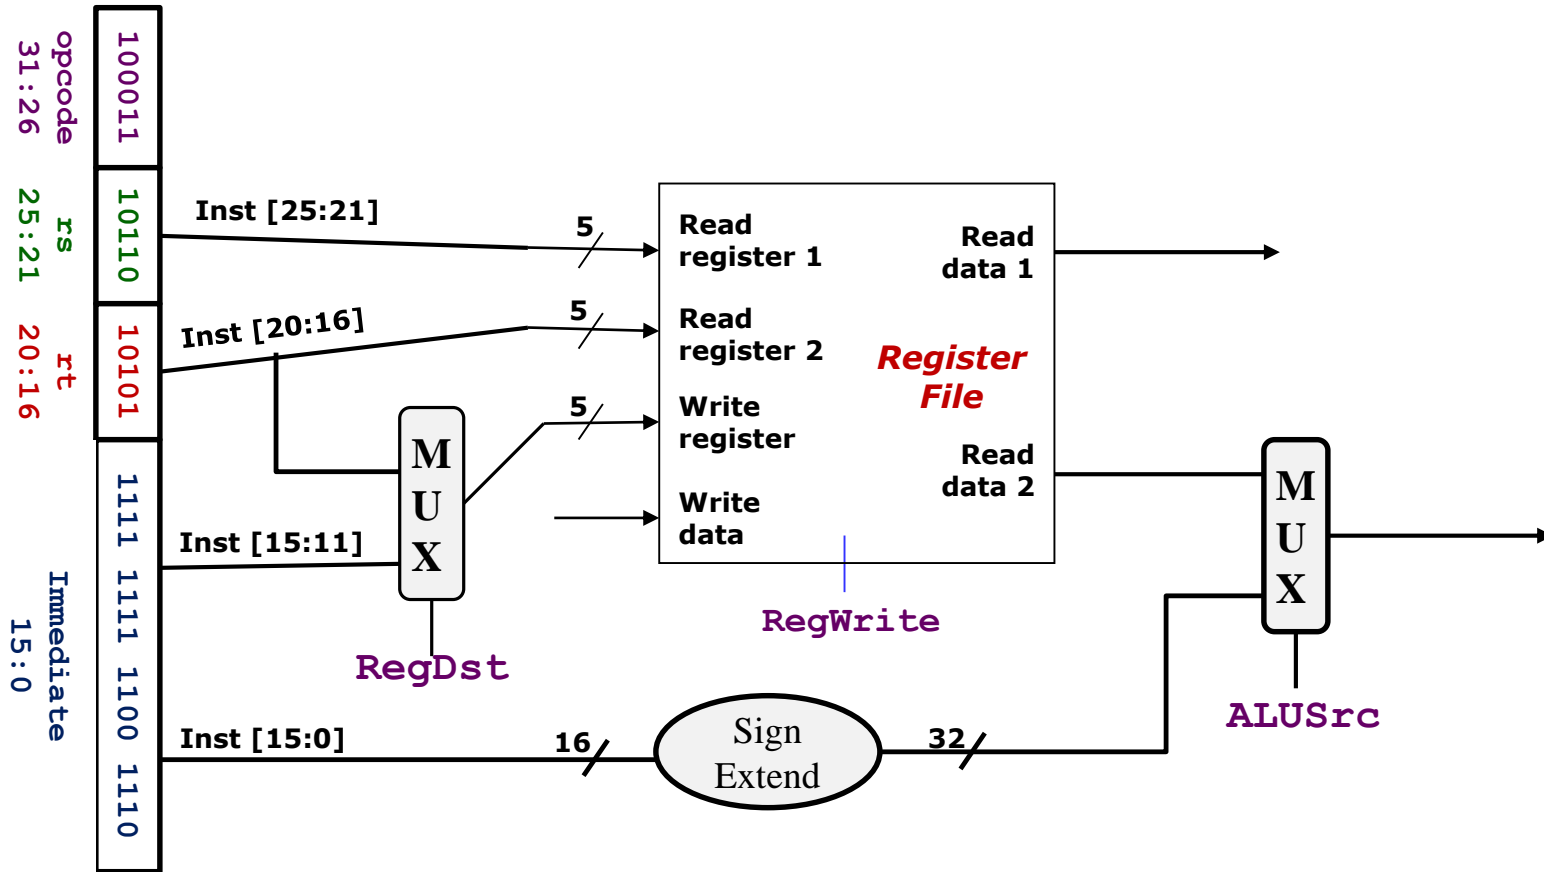 opcode
31:26
100011
rs
25:21
10110
rt
20:16
10101
Immediate
15:0
1111 1111 1100 1110
Inst [25:21]
5
Inst [20:16]
5
5
Inst [15:11]
M
U
X
RegDst
Read
register 1
Read
register 2
Write
register
Write
data
Read
data 1
Register
File
Read
data 2
RegWrite
M
U
X
ALUSrc
Inst [15:0]
16
Sign
Extend
32